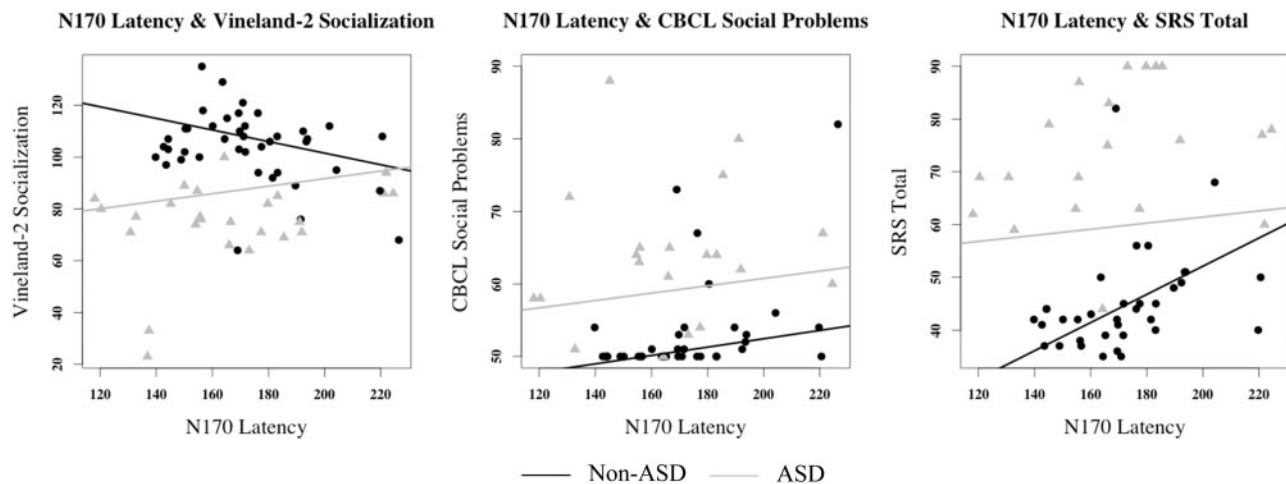 N170 Latency & Vineland-2 Socialization
Vineland-2 Socialization
120
100
80
60
40
20
120 140 160 180 200 220
N170 Latency
N170 Latency & CBCL Social Problems
CBCL Social Problems
90
80
70
60
50
120 140 160 180 200 220
N170 Latency
N170 Latency & SRS Total
SRS Total
90
80
70
60
50
40
120 140 160 180 200 220
N170 Latency
Non-ASD ASD